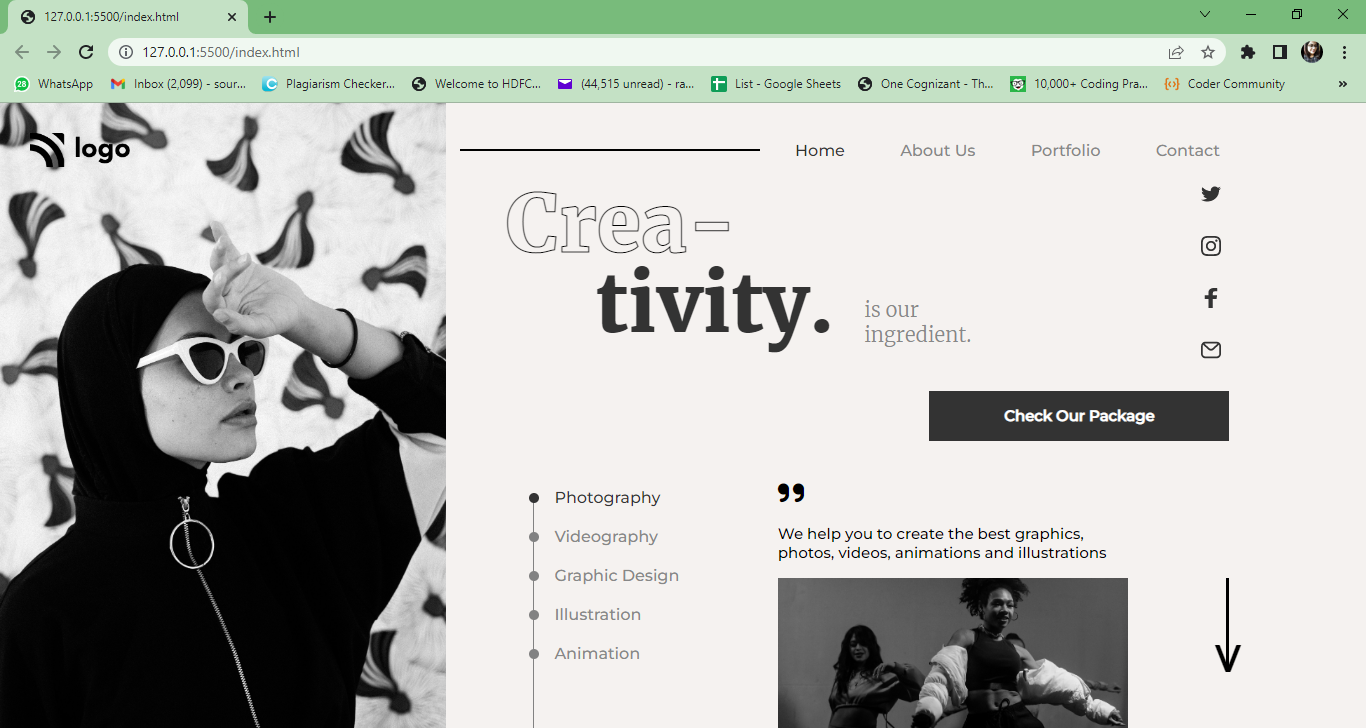 127.0.0.1:5500/index.html
127.0.0.1:5500/index.html
28 WhatsApp
Inbox (2,099) - sour...
Plagiarism Checker...
Welcome to HDFC...
(44,515 unread) - ra...
List - Google Sheets
One Cognizant - Th...
10,000+ Coding Pra...
Coder Community
»
logo
Home
About Us
Portfolio
Contact
Crea-
tivity.
is our
ingredient.
Check Our Package
Photography
Videography
Graphic Design
Illustration
Animation
❞
We help you to create the best graphics,
photos, videos, animations and illustrations